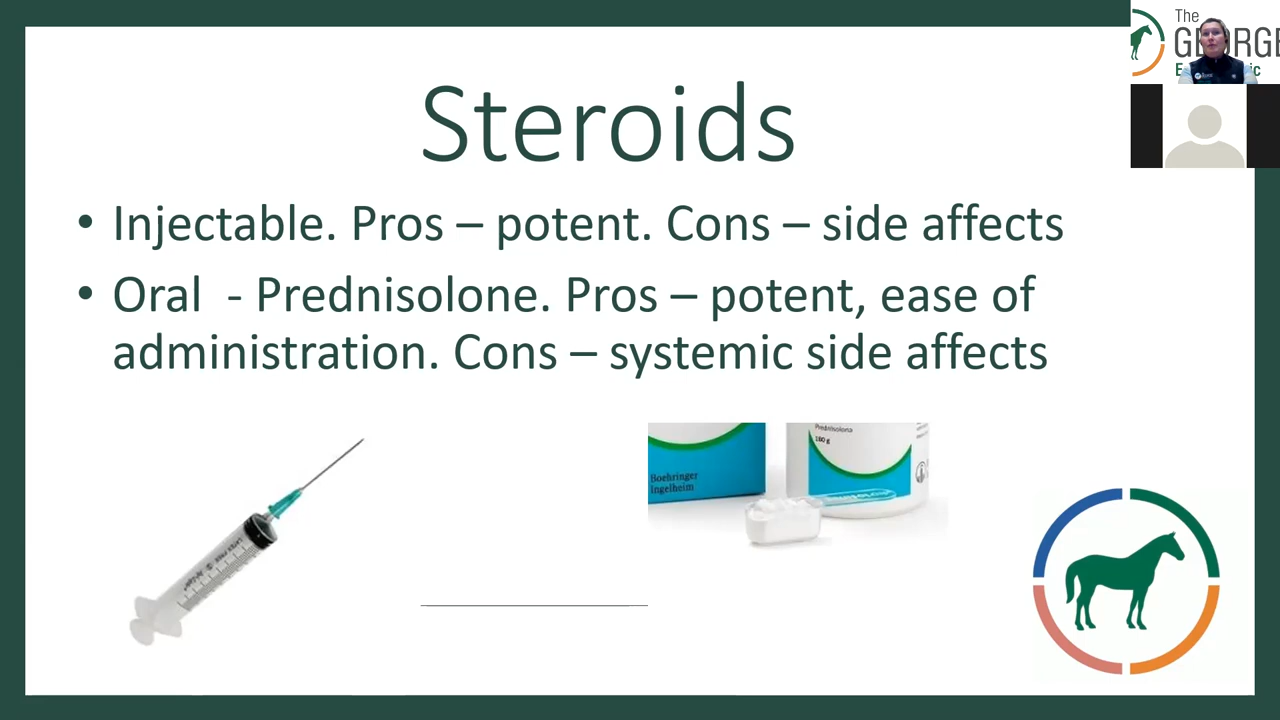 The
Steroids
• Injectable. Pros – potent. Cons – side affects
• Oral - Prednisolone. Pros – potent, ease of
administration. Cons – systemic side affects
Prednisolona
180 g
Boehringer
Ingelheim